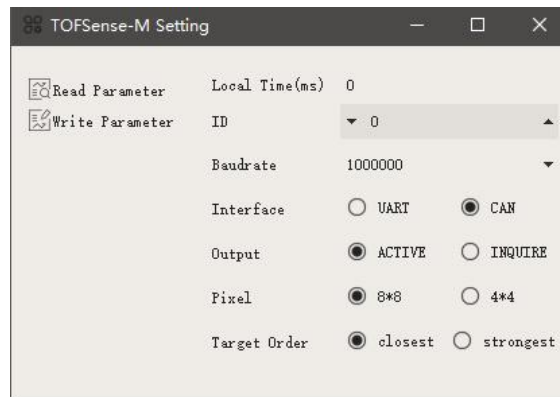 TOFSense-M Setting
Read Parameter
Write Parameter
Local Time(ms) 0
ID 0
Baudrate 1000000
Interface UART CAN
Output ACTIVE INQUIRE
Pixel 8*8 4*4
Target Order closest strongest